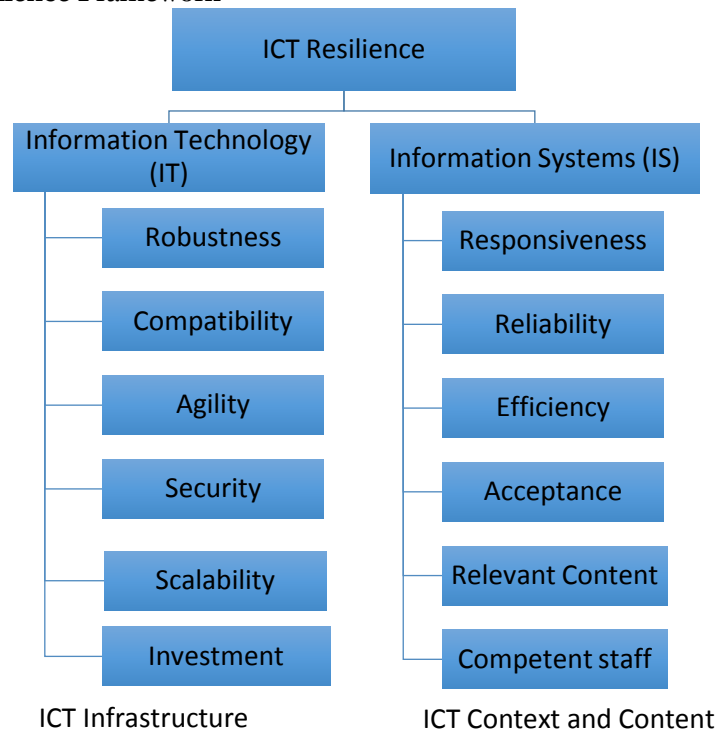 ICT Resilience
Information Technology
(IT)
Robustness
Compatibility
Agility
Security
Scalability
Investment
ICT Infrastructure
Information Systems (IS)
Responsiveness
Reliability
Efficiency
Acceptance
Relevant Content
Competent staff
ICT Context and Content